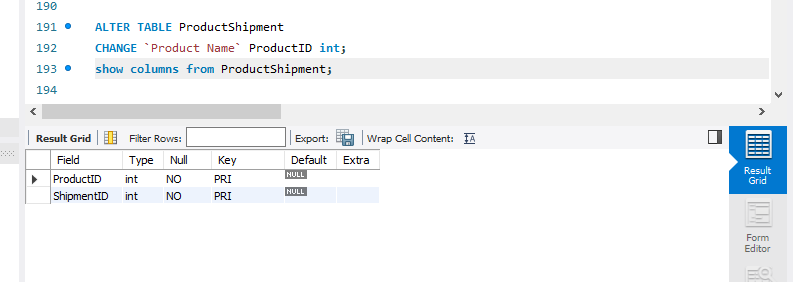 190
191 ALTER TABLE ProductShipment
192 CHANGE `Product Name` ProductID int;
193 show columns from ProductShipment;
194
Result Grid Filter Rows: Export: Wrap Cell Content: IA
Field Type Null Key Default Extra
ProductID int NO PRI NULL
ShipmentID int NO PRI NULL
Result
Grid
Form
Editor